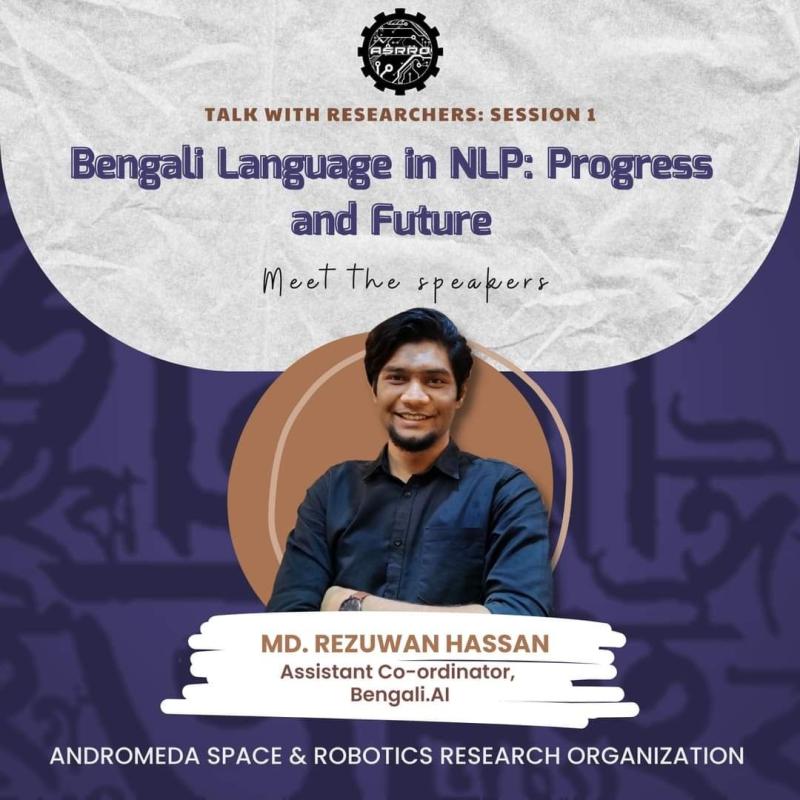 ASRRO
TALK WITH RESEARCHERS: SESSION 1
Bengali Language in NLP: Progress
and Future
Meet the speakers
MD. REZUWAN HASSAN
Assistant Co-ordinator,
Bengali.AI
ANDROMEDA SPACE & ROBOTICS RESEARCH ORGANIZATION